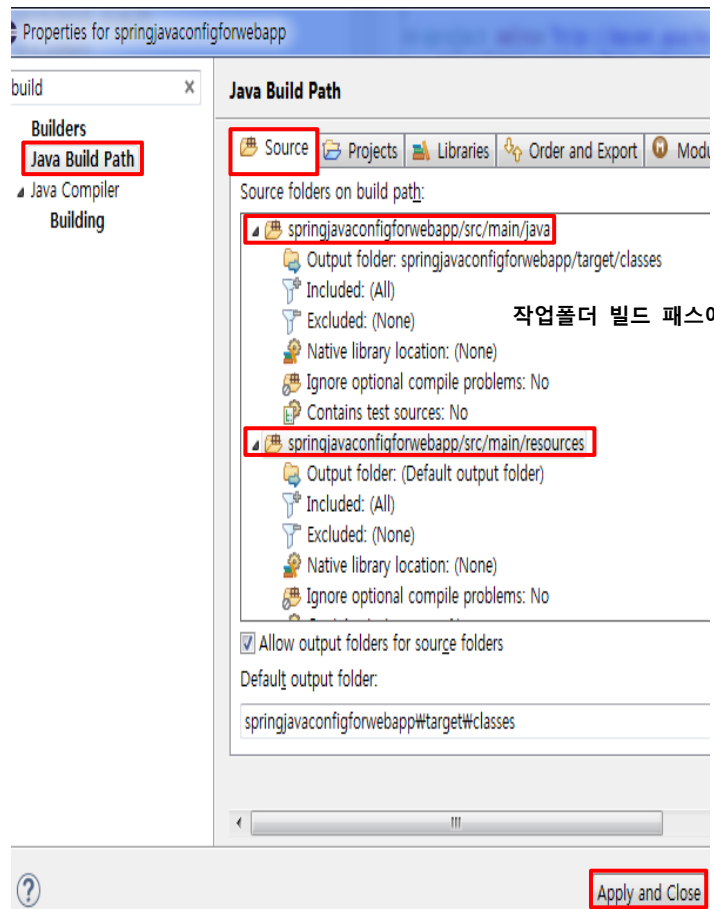 Properties for springjavaconfigforwebapp
build
Builders
Java Build Path
Java Compiler
Building
Java Build Path
Source
Projects
Libraries
Order and Export
Modu
Source folders on build path:
springjavaconfigforwebapp/src/main/java
Output folder: springjavaconfigforwebapp/target/classes
Included: (All)
Excluded: (None)
작업폴더 빌드 패스에
Native library location: (None)
Ignore optional compile problems: No
Contains test sources: No
springjavaconfigforwebapp/src/main/resources
Output folder: (Default output folder)
Included: (All)
Excluded: (None)
Native library location: (None)
Ignore optional compile problems: No
Allow output folders for source folders
Default output folder:
springjavaconfigforwebapp₩target₩classes
Apply and Close